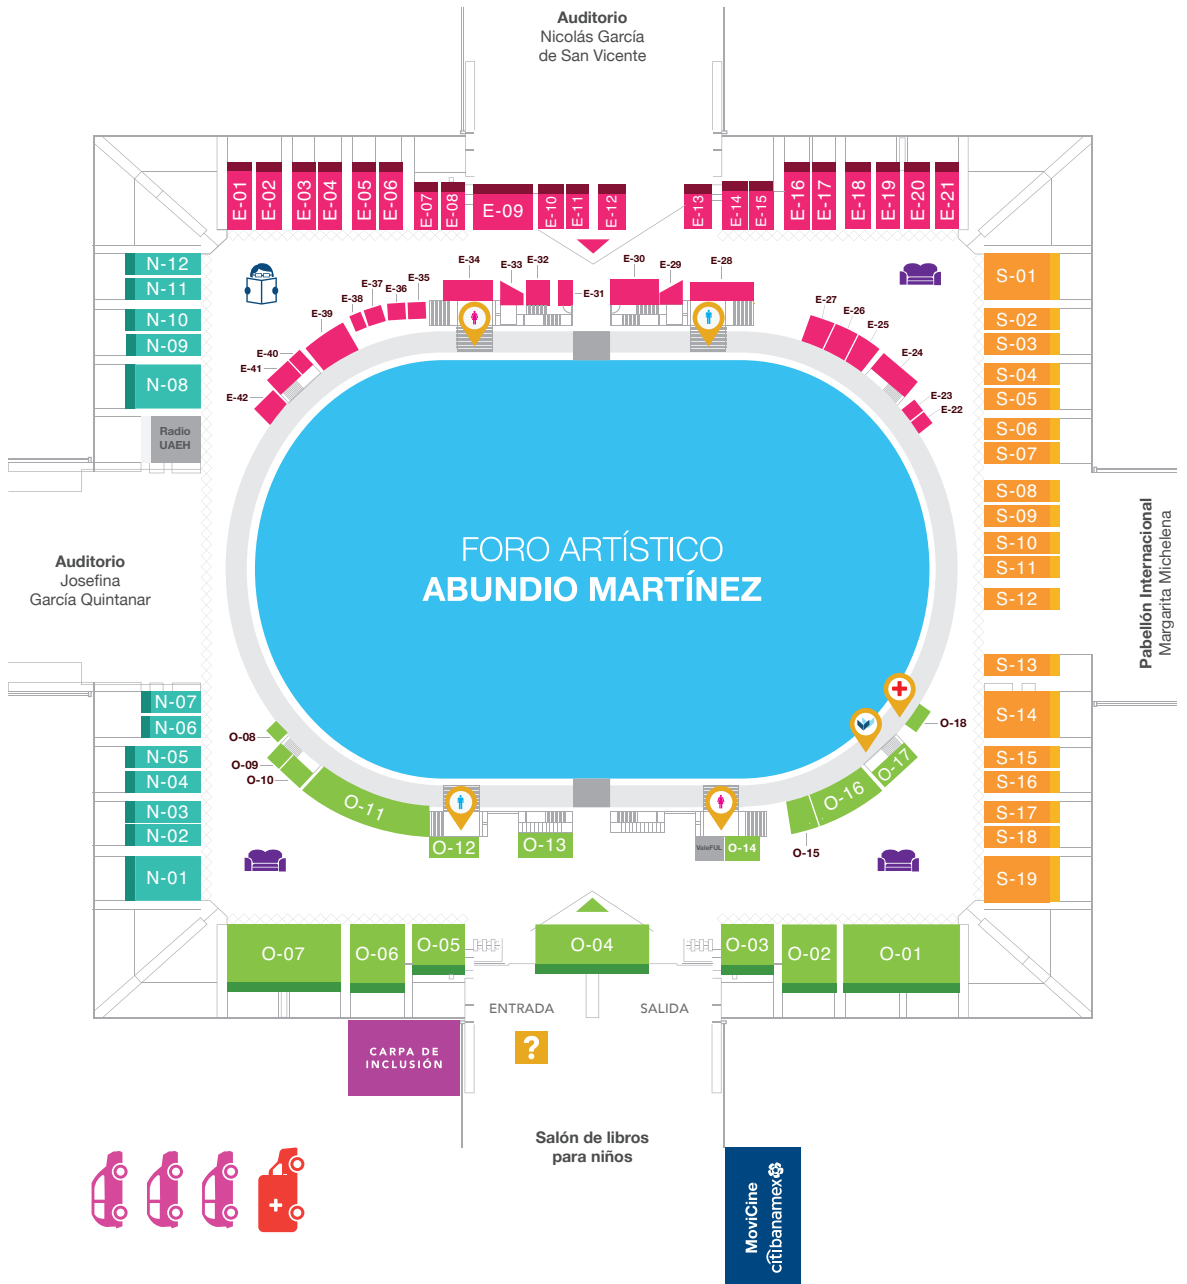 Auditorio
Nicolás García
de San Vicente
E-01
E-02
E-03
E-04
E-05
E-06
E-07
E-08
E-09
E-10
E-11
E-12
E-13
E-14
E-15
E-16
E-17
E-18
E-19
E-20
E-21
N-12
N-11
N-10
N-09
N-08
Radio
UAEH
E-34
E-33
E-32
E-31
E-30
E-29
E-28
E-35
E-36
E-37
E-38
E-39
E-40
E-41
E-42
E-27
E-26
E-25
E-24
E-23
E-22
S-01
S-02
S-03
S-04
S-05
S-06
S-07
S-08
S-09
S-10
S-11
S-12
S-13
S-14
S-15
S-16
S-17
S-18
S-19
Pabellón Internacional
Margarita Michelena
Auditorio
Josefina
García Quintanar
FORO ARTÍSTICO
ABUNDIO MARTÍNEZ
N-07
N-06
N-05
N-04
N-03
N-02
N-01
O-08
O-09
O-10
O-11
O-12
O-13
ValeFUL
O-14
O-15
O-16
O-17
O-18
O-07
O-06
O-05
O-04
O-03
O-02
O-01
ENTRADA
SALIDA
?
CARPA DE
INCLUSIÓN
Salón de libros
para niños
MoviCine
citibanamex